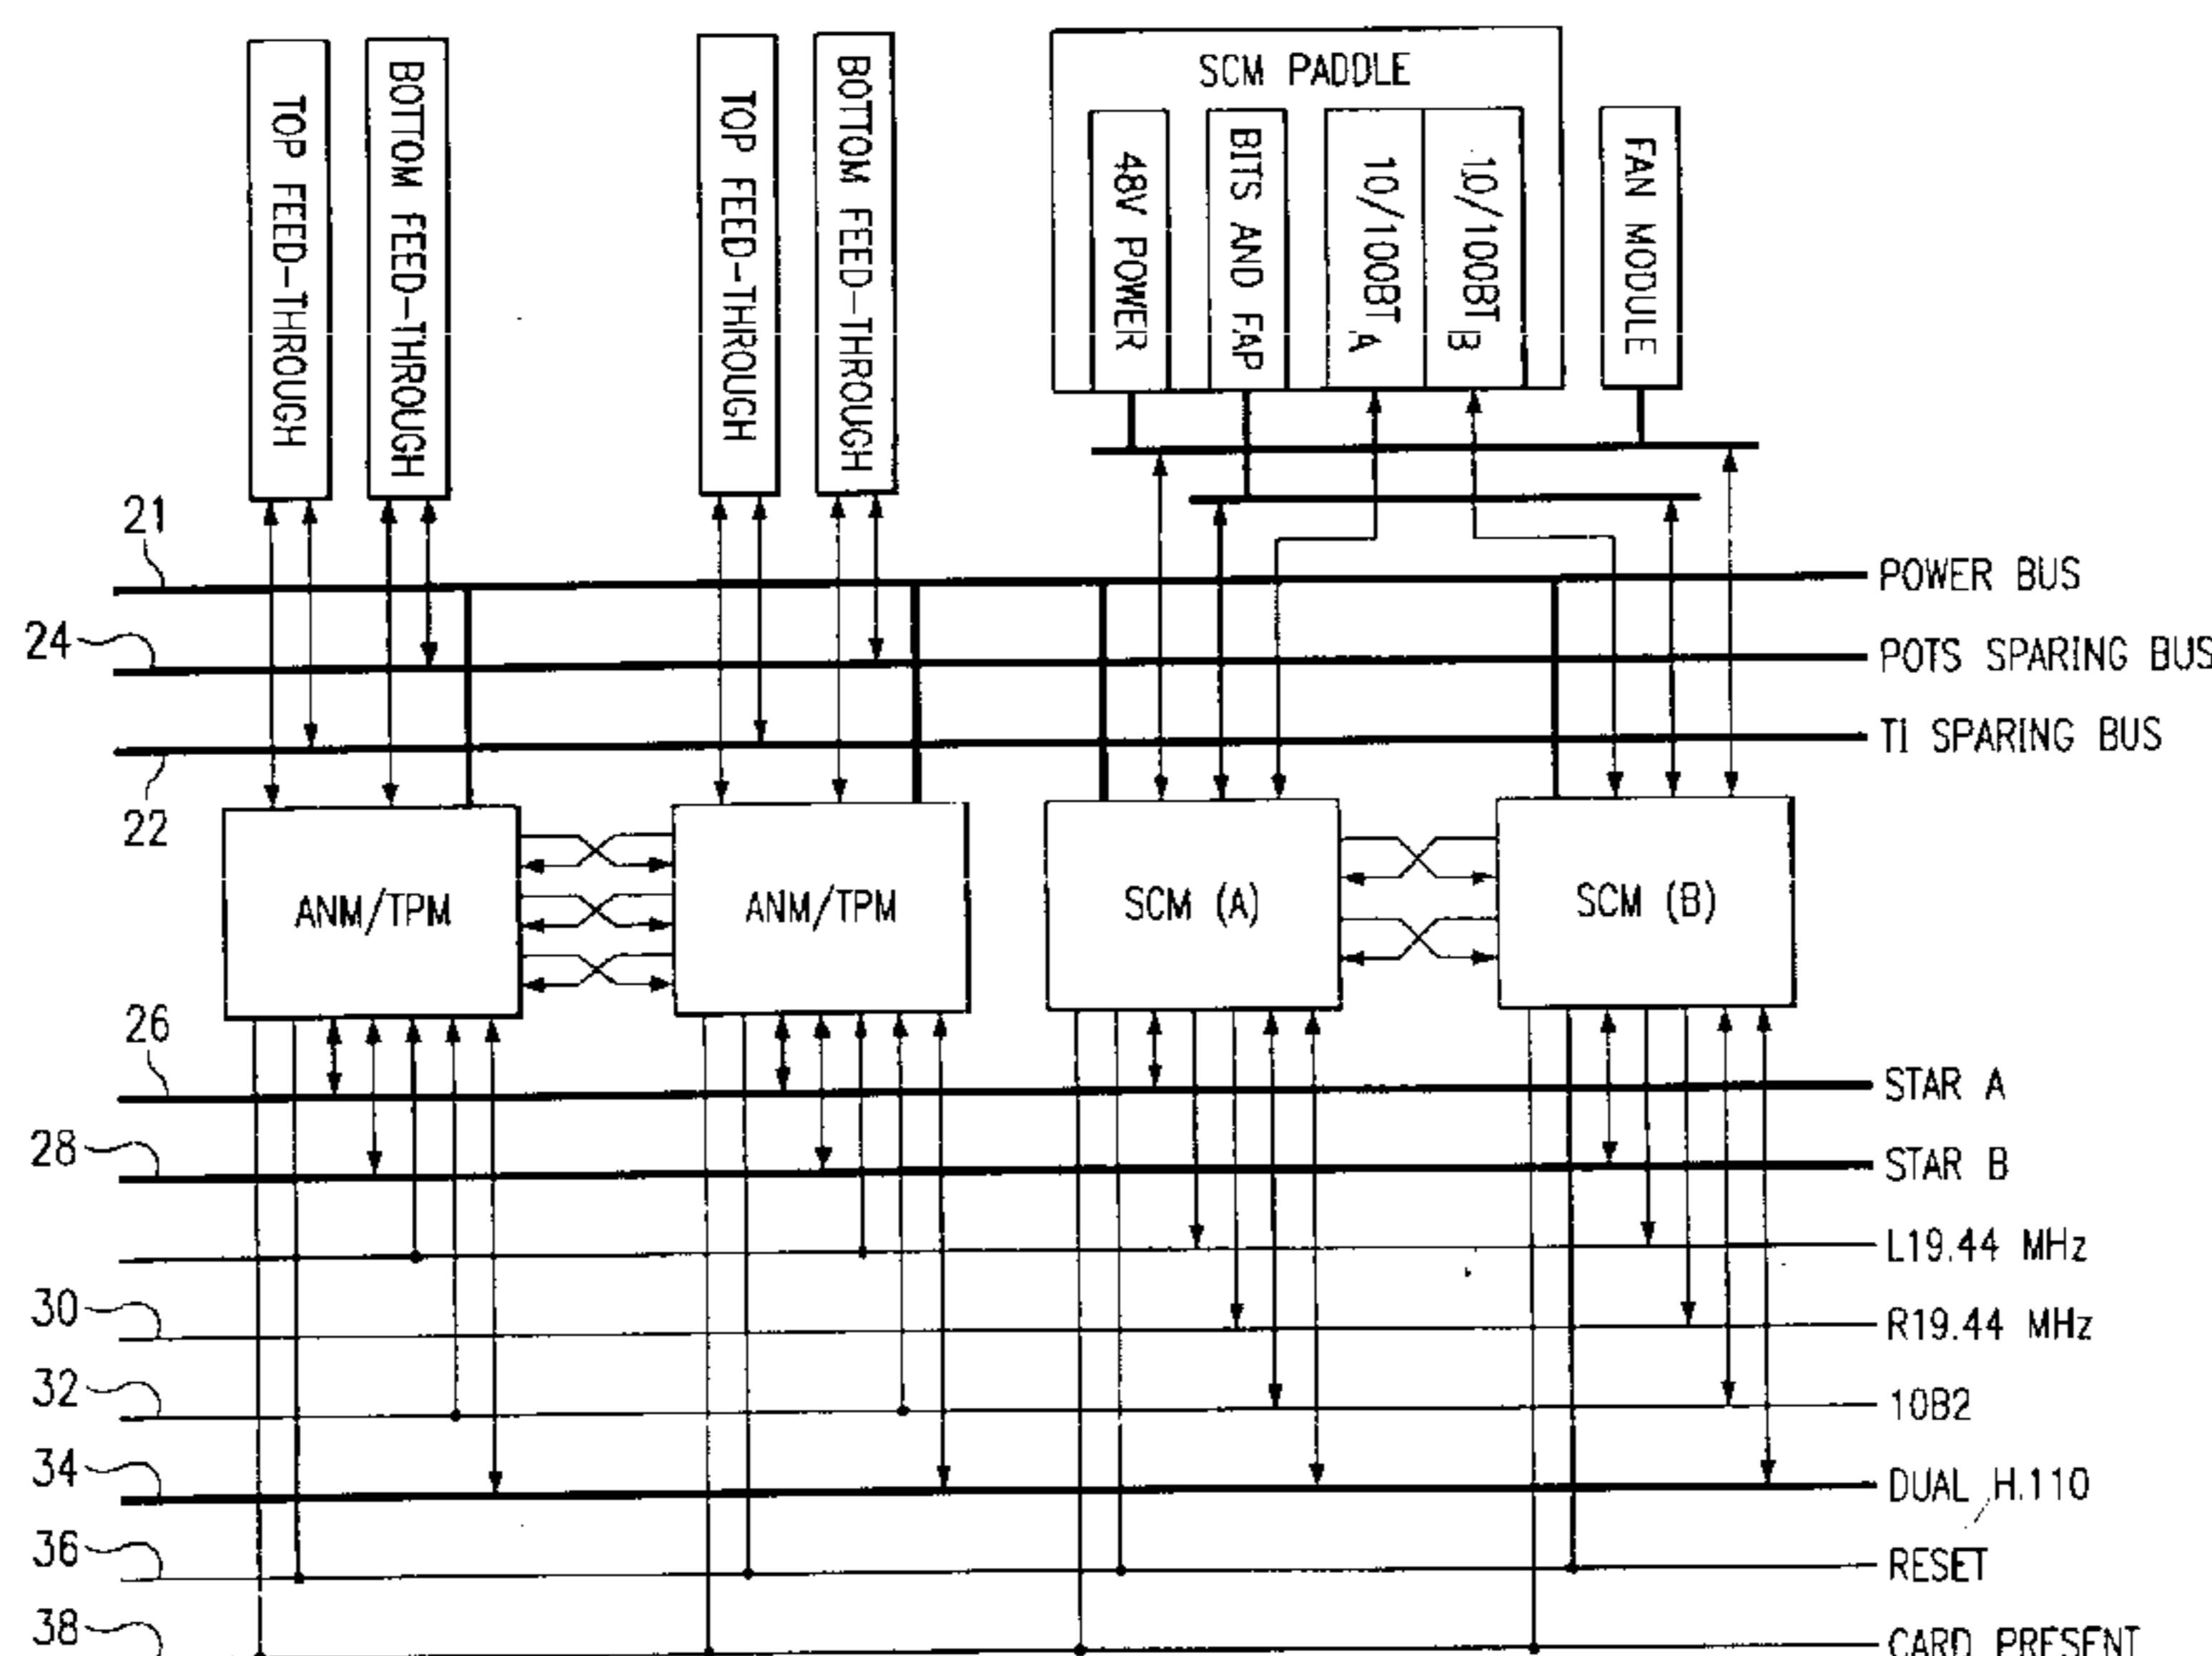 SCM PADDLE
TOP FEED-THROUGH
BOTTOM FEED-THROUGH
TOP FEED-THROUGH
BOTTOM FEED-THROUGH
48V POWER
BITS AND FAP
10/100BT A
10/100BT B
FAN MODULE
21
POWER BUS
24
POTS SPARING BUS
T1 SPARING BUS
22
ANM/TPM
ANM/TPM
SCM (A)
SCM (B)
26
STAR A
28
STAR B
L19.44 MHz
30
R19.44 MHz
32
10B2
34
DUAL H.110
36
RESET
38
CARD PRESENT